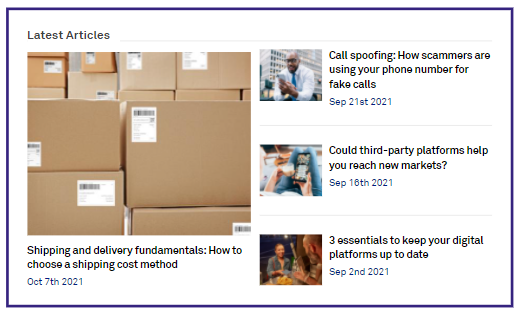 Latest Articles
Shipping and delivery fundamentals: How to
choose a shipping cost method
Oct 7th 2021
Call spoofing: How scammers are
using your phone number for
fake calls
Sep 21st 2021
Could third-party platforms help
you reach new markets?
Sep 16th 2021
3 essentials to keep your digital
platforms up to date
Sep 2nd 2021